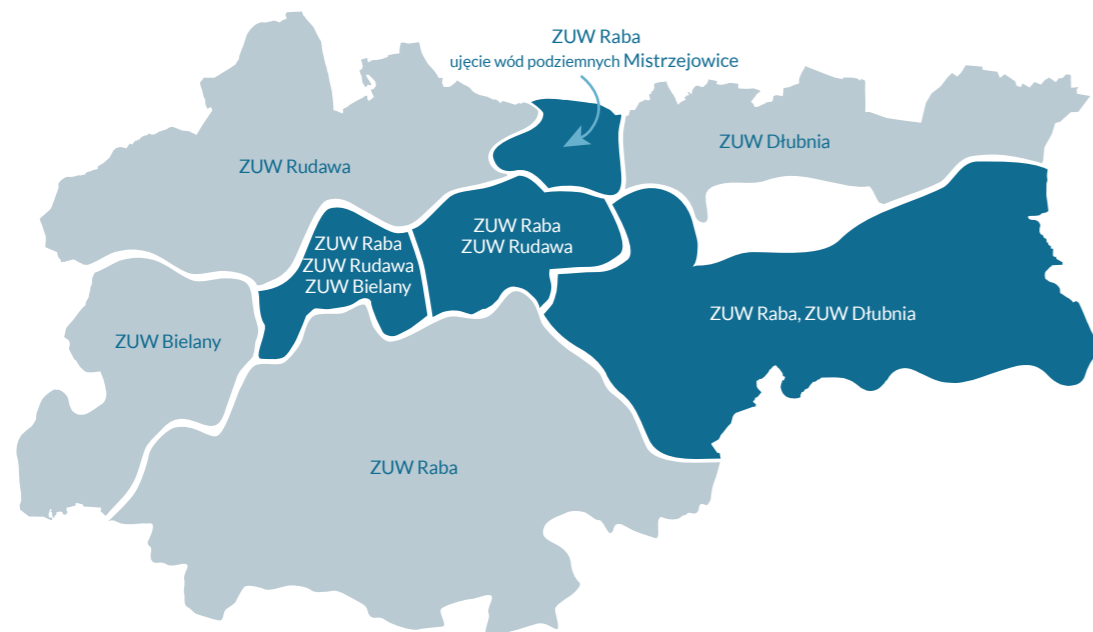 ZUW Raba
ujęcie wód podziemnych Mistrzejowice
ZUW Rudawa
ZUW Dłubnia
ZUW Raba
ZUW Rudawa
ZUW Bielany
ZUW Raba
ZUW Rudawa
ZUW Raba, ZUW Dłubnia
ZUW Bielany
ZUW Raba